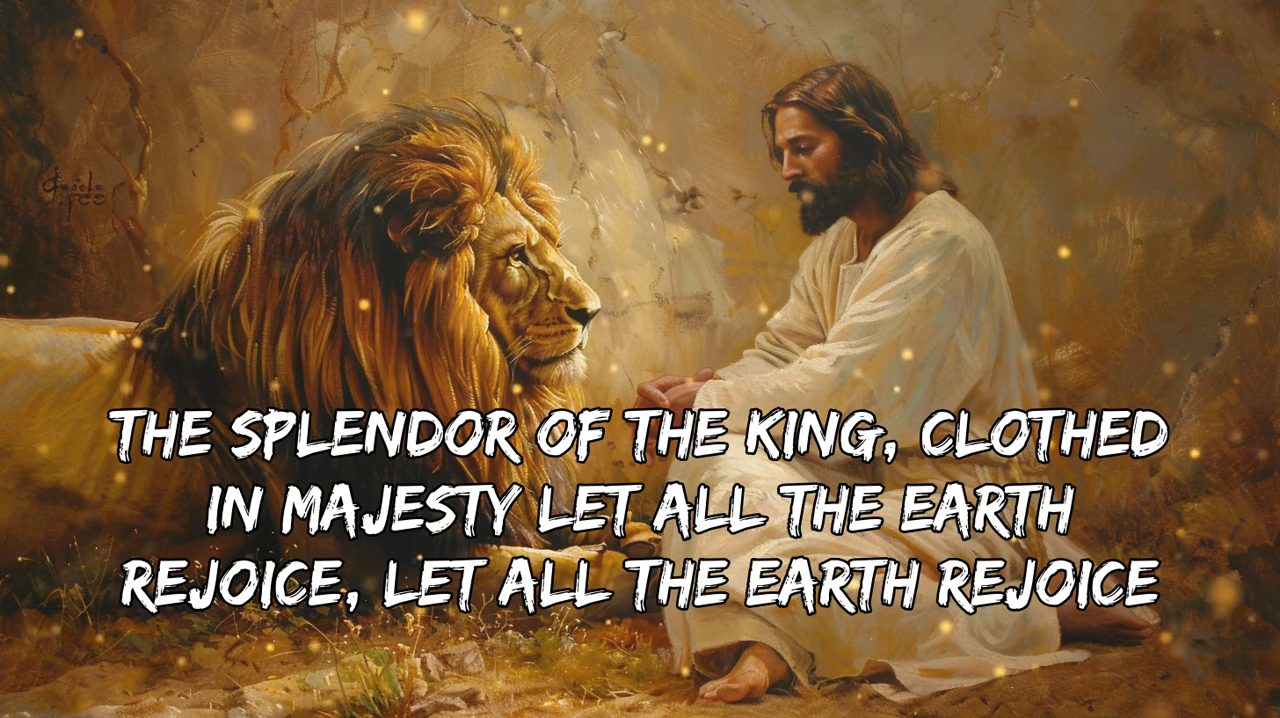 THE SPLENDOR OF THE KING, CLOTHED
IN MAJESTY LET ALL THE EARTH
REJOICE, LET ALL THE EARTH REJOICE